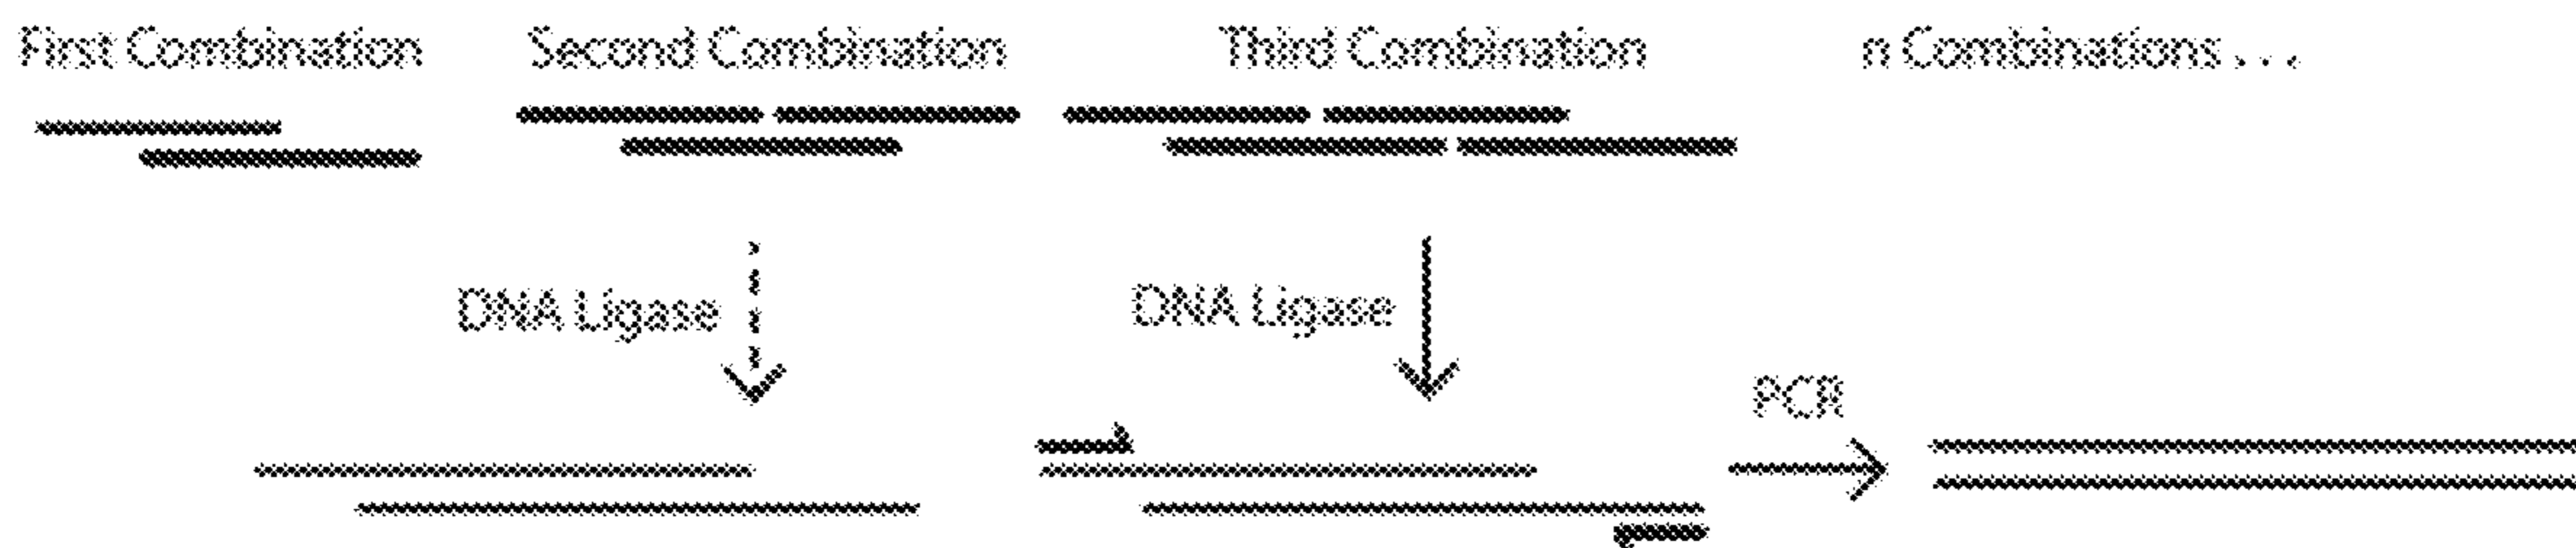 First Combination
Second Combination
Third Combination
n Combinations . . .
DNA Ligase
DNA Ligase
PCR